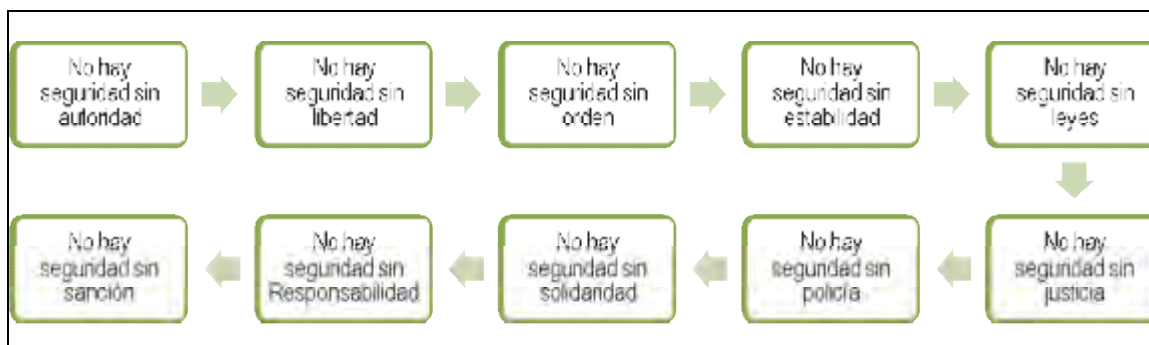 No hay
seguridad sin
autoridad
No hay
seguridad sin
libertad
No hay
seguridad sin
orden
No hay
seguridad sin
estabilidad
No hay
seguridad sin
leyes
No hay
seguridad sin
justicia
No hay
seguridad sin
policía
No hay
seguridad sin
solidaridad
No hay
seguridad sin
Responsabilidad
No hay
seguridad sin
sanción